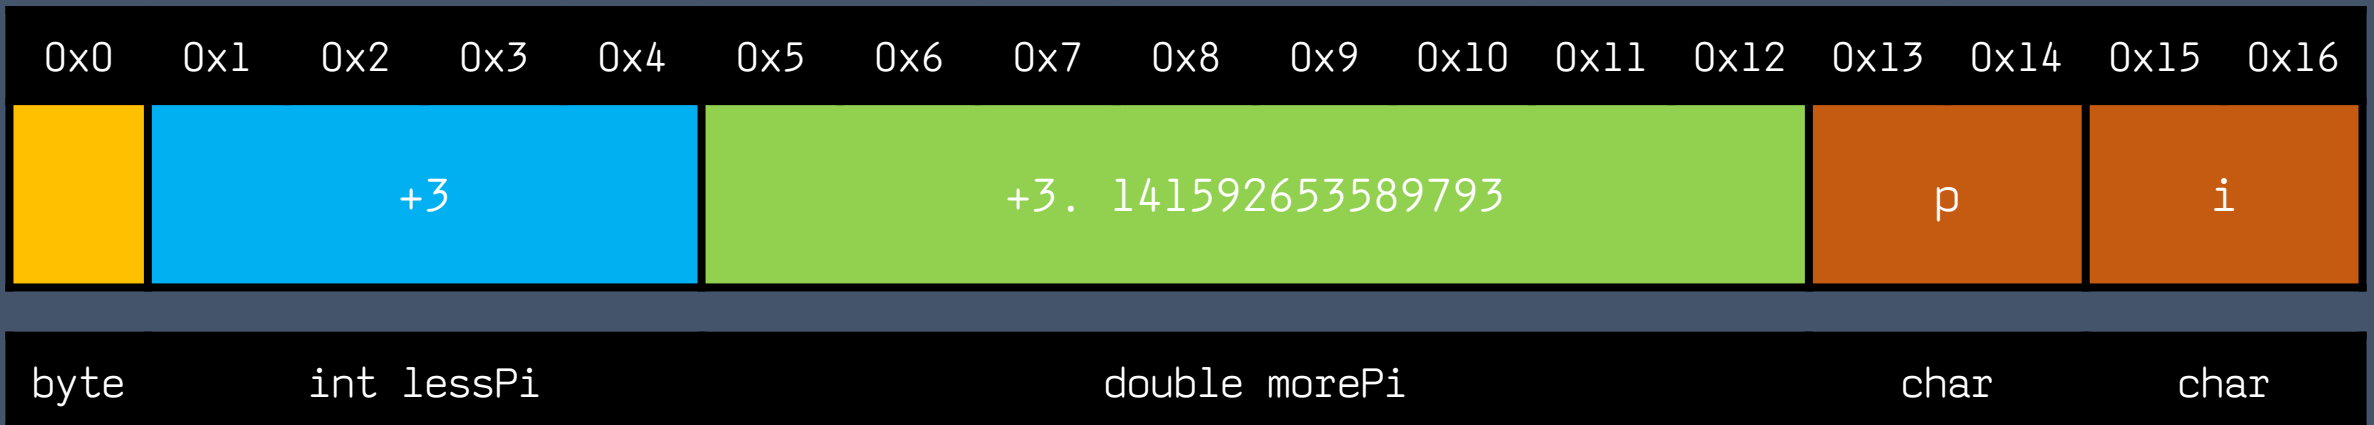 0x0 0x1 0x2 0x3 0x4 0x5 0x6 0x7 0x8 0x9 0x10 0x11 0x12 0x13 0x14 0x15 0x16
+3 +3. 141592653589793 p i
byte int lessPi double morePi char char